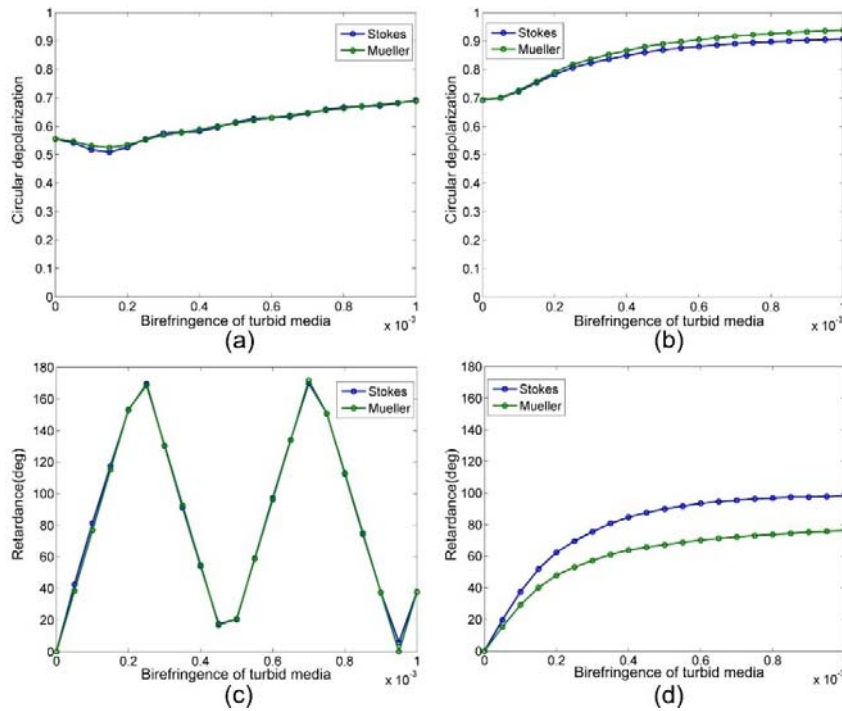 1
0.9
0.8
0.7
0.6
0.5
0.4
0.3
0.2
0.1
0
Circular depolarization
Stokes
Mueller
0 0.2 0.4 0.6 0.8 1
Birefringence of turbid media
x 10⁻³
(a)
1
0.9
0.8
0.7
0.6
0.5
0.4
0.3
0.2
0.1
0
Circular depolarization
Stokes
Mueller
0 0.2 0.4 0.6 0.8 1
Birefringence of turbid media
x 10⁻³
(b)
180
160
140
120
100
80
60
40
20
0
Retardance(deg)
Stokes
Mueller
0 0.2 0.4 0.6 0.8 1
Birefringence of turbid media
x 10⁻³
(c)
180
160
140
120
100
80
60
40
20
0
Retardance(deg)
Stokes
Mueller
0 0.2 0.4 0.6 0.8 1
Birefringence of turbid media
x 10⁻³
(d)